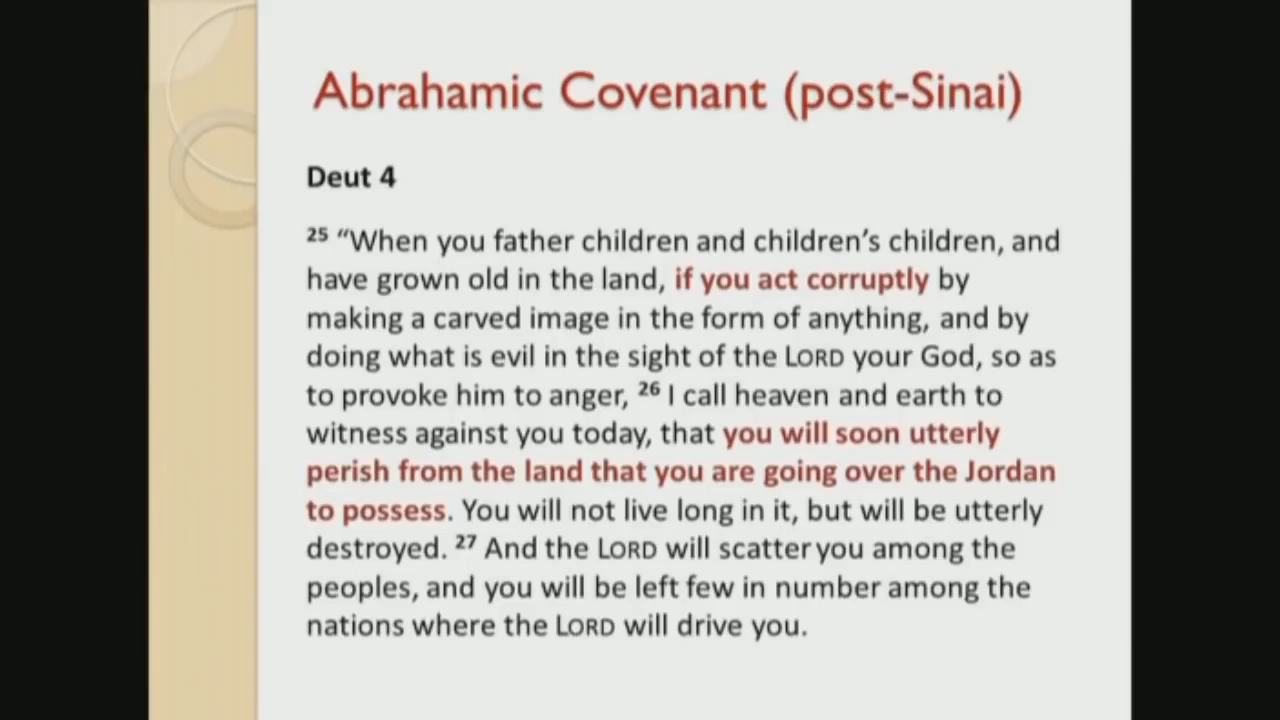 Abrahamic Covenant (post-Sinai)
Deut 4
25 “When you father children and children’s children, and
have grown old in the land, if you act corruptly by
making a carved image in the form of anything, and by
doing what is evil in the sight of the LORD your God, so as
to provoke him to anger, 26 I call heaven and earth to
witness against you today, that you will soon utterly
perish from the land that you are going over the Jordan
to possess. You will not live long in it, but will be utterly
destroyed. 27 And the LORD will scatter you among the
peoples, and you will be left few in number among the
nations where the LORD will drive you.